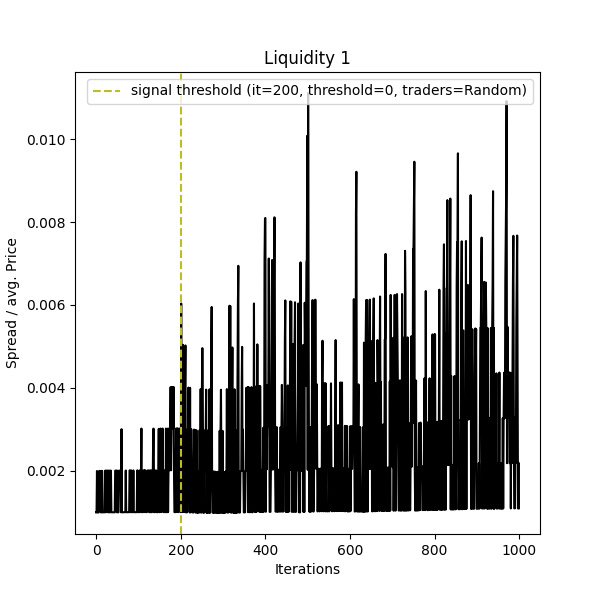 Liquidity 1
signal threshold (it=200, threshold=0, traders=Random)
Spread / avg. Price
0.010
0.008
0.006
0.004
0.002
0 200 400 600 800 1000
Iterations